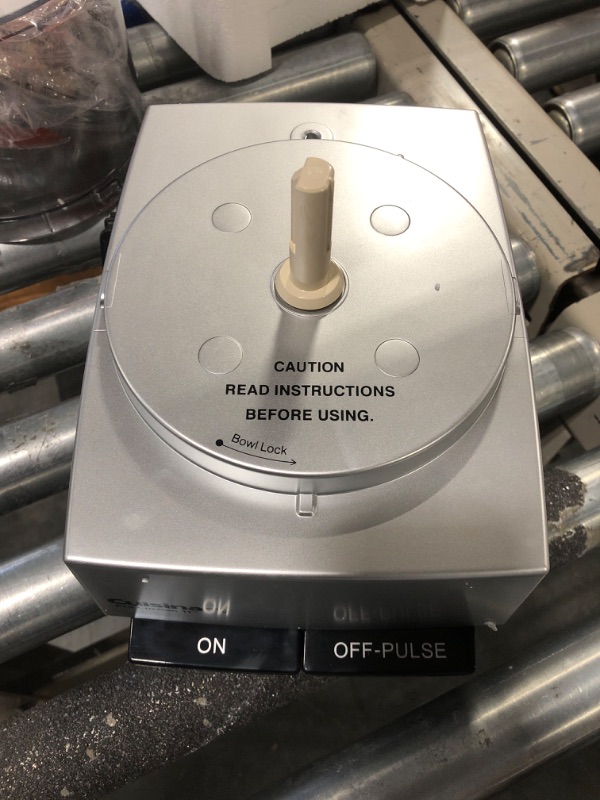 CAUTION
READ INSTRUCTIONS
BEFORE USING.
Bowl Lock
ON
OFF-PULSE